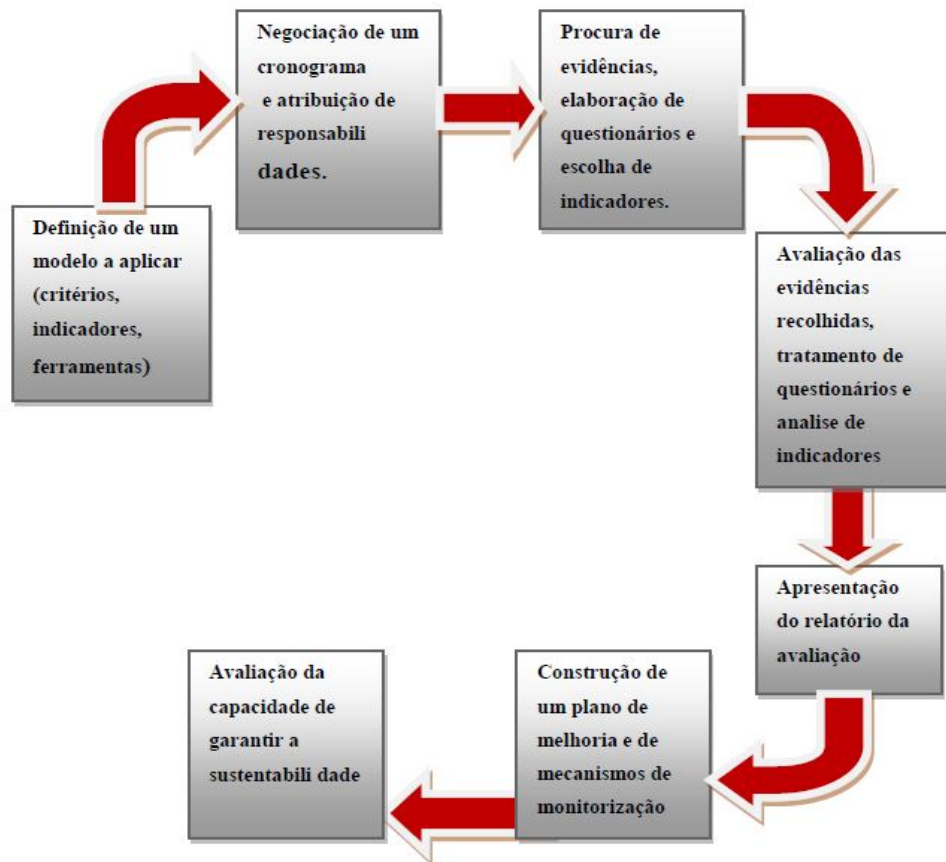 Definição de um
modelo a aplicar
(critérios,
indicadores,
ferramentas)
Negociação de um
cronograma
e atribuição de
responsabili
dades.
Procura de
evidências,
elaboração de
questionários e
escolha de
indicadores.
Avaliação das
evidências
recolhidas,
tratamento de
questionários e
analise de
indicadores
Apresentação
do relatório da
avaliação
Construção de
um plano de
melhoria e de
mecanismos de
monitorização
Avaliação da
capacidade de
garantir a
sustentabili dade